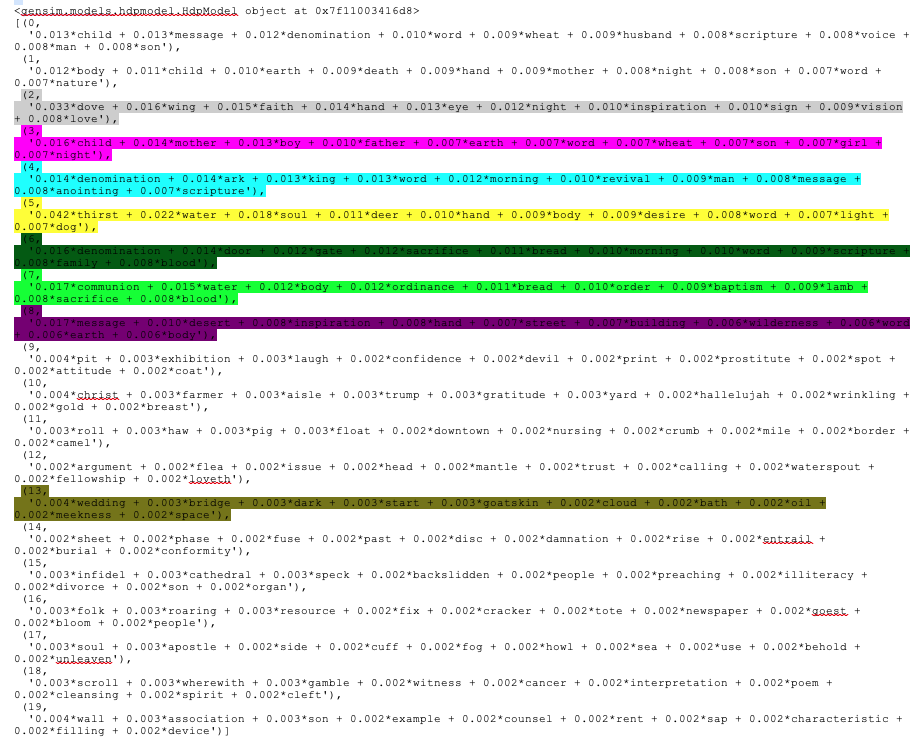 <gensim.models.hdpmodel.HdpModel object at 0x7f11003416d8>
[(0,
'0.013*child + 0.013*message + 0.012*denomination + 0.010*word + 0.009*wheat + 0.009*husband + 0.008*scripture + 0.008*voice +
0.008*man + 0.008*son'),
(1,
'0.012*body + 0.011*child + 0.010*earth + 0.009*death + 0.009*hand + 0.009*mother + 0.008*night + 0.008*son + 0.007*word +
0.007*nature'),
(2,
'0.033*dove + 0.016*wing + 0.015*faith + 0.014*hand + 0.013*eye + 0.012*night + 0.010*inspiration + 0.010*sign + 0.009*vision
+ 0.008*love'),
(3,
'0.016*child + 0.014*mother + 0.013*boy + 0.010*father + 0.007*earth + 0.007*word + 0.007*wheat + 0.007*son + 0.007*girl +
0.007*night'),
(4,
'0.014*denomination + 0.014*ark + 0.013*king + 0.013*word + 0.012*morning + 0.010*revival + 0.009*man + 0.008*message +
0.008*anointing + 0.007*scripture'),
(5,
'0.042*thirst + 0.022*water + 0.018*soul + 0.011*deer + 0.010*hand + 0.009*body + 0.009*desire + 0.008*word + 0.007*light +
0.007*dog'),
(6,
'0.016*denomination + 0.014*door + 0.012*gate + 0.012*sacrifice + 0.011*bread + 0.010*morning + 0.010*word + 0.009*scripture +
0.008*family + 0.008*blood'),
(7,
'0.017*communion + 0.015*water + 0.012*body + 0.012*ordinance + 0.011*bread + 0.010*order + 0.009*baptism + 0.009*lamb +
0.008*sacrifice + 0.008*blood'),
(8,
'0.017*message + 0.010*desert + 0.008*inspiration + 0.008*hand + 0.007*street + 0.007*building + 0.006*wilderness + 0.006*word
+ 0.006*earth + 0.006*body'),
(9,
'0.004*pit + 0.003*exhibition + 0.003*laugh + 0.002*confidence + 0.002*devil + 0.002*print + 0.002*prostitute + 0.002*spot +
0.002*attitude + 0.002*coat'),
(10,
'0.004*christ + 0.003*farmer + 0.003*aisle + 0.003*trump + 0.003*gratitude + 0.003*yard + 0.002*hallelujah + 0.002*wrinkling +
0.002*gold + 0.002*breast'),
(11,
'0.003*roll + 0.003*haw + 0.003*pig + 0.003*float + 0.002*downtown + 0.002*nursing + 0.002*crumb + 0.002*mile + 0.002*border +
0.002*camel'),
(12,
'0.002*argument + 0.002*flea + 0.002*issue + 0.002*head + 0.002*mantle + 0.002*trust + 0.002*calling + 0.002*waterspout +
0.002*fellowship + 0.002*loveth'),
(13,
'0.004*wedding + 0.003*bridge + 0.003*dark + 0.003*start + 0.003*goatskin + 0.002*cloud + 0.002*bath + 0.002*oil +
0.002*meekness + 0.002*space'),
(14,
'0.002*sheet + 0.002*phase + 0.002*fuse + 0.002*past + 0.002*disc + 0.002*damnation + 0.002*rise + 0.002*entrail +
0.002*burial + 0.002*conformity'),
(15,
'0.003*infidel + 0.003*cathedral + 0.003*speck + 0.002*backslidden + 0.002*people + 0.002*preaching + 0.002*illiteracy +
0.002*divorce + 0.002*son + 0.002*organ'),
(16,
'0.003*folk + 0.003*roaring + 0.003*resource + 0.002*fix + 0.002*cracker + 0.002*tote + 0.002*newspaper + 0.002*goest +
0.002*bloom + 0.002*people'),
(17,
'0.003*soul + 0.003*apostle + 0.002*side + 0.002*cuff + 0.002*fog + 0.002*howl + 0.002*sea + 0.002*use + 0.002*behold +
0.002*unleaven'),
(18,
'0.003*scroll + 0.003*wherewith + 0.003*gamble + 0.002*witness + 0.002*cancer + 0.002*interpretation + 0.002*poem +
0.002*cleansing + 0.002*spirit + 0.002*cleft'),
(19,
'0.004*wall + 0.003*association + 0.003*son + 0.002*example + 0.002*counsel + 0.002*rent + 0.002*sap + 0.002*characteristic +
0.002*filling + 0.002*device')]